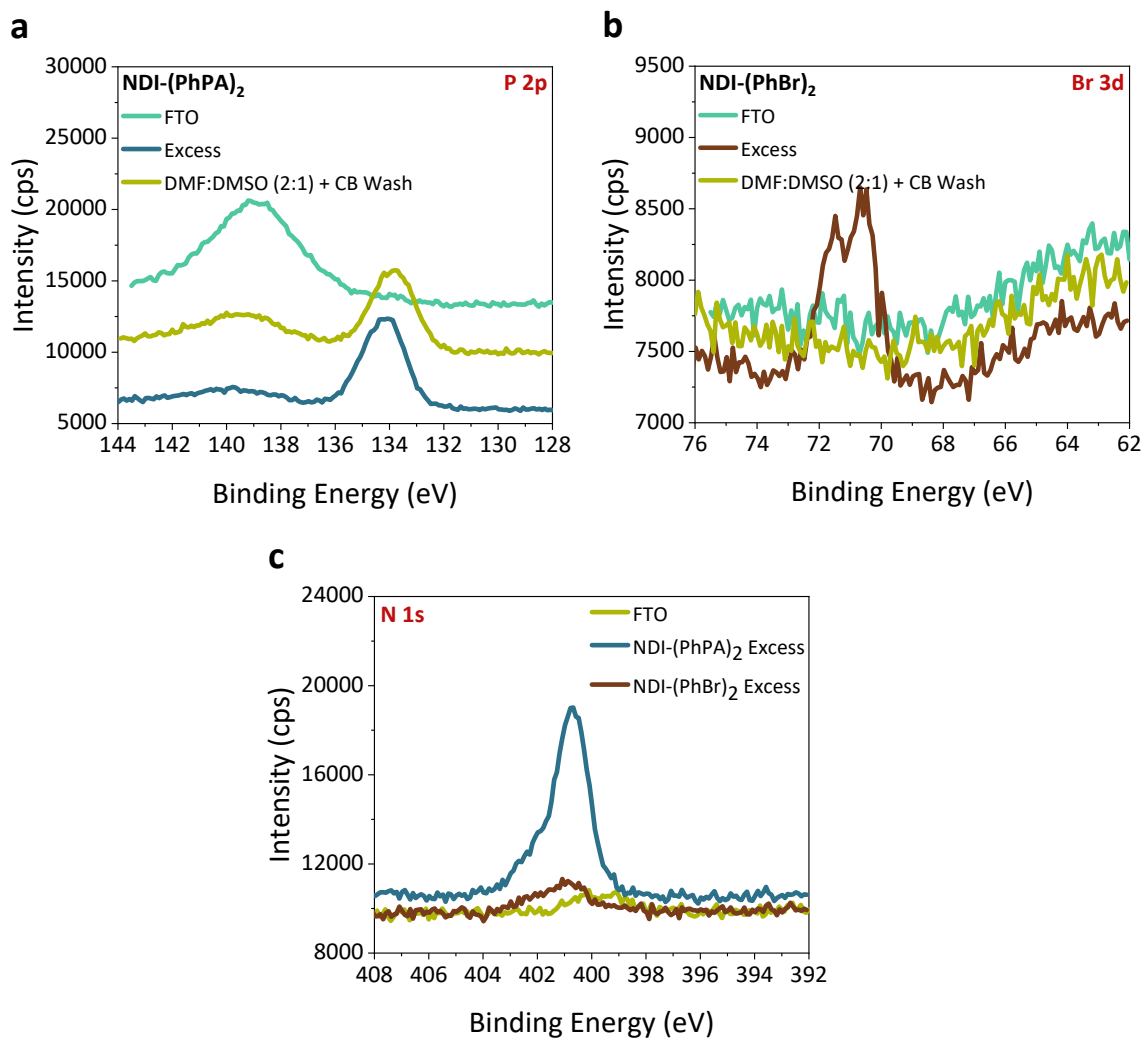 a
NDI-(PhPA)₂
P 2p
FTO
Excess
DMF:DMSO (2:1) + CB Wash
Intensity (cps)
30000
25000
20000
15000
10000
5000
144 142 140 138 136 134 132 130 128
Binding Energy (eV)
b
NDI-(PhBr)₂
Br 3d
FTO
Excess
DMF:DMSO (2:1) + CB Wash
Intensity (cps)
9500
9000
8500
8000
7500
7000
76 74 72 70 68 66 64 62
Binding Energy (eV)
c
N 1s
FTO
NDI-(PhPA)₂ Excess
NDI-(PhBr)₂ Excess
Intensity (cps)
24000
20000
16000
12000
8000
408 406 404 402 400 398 396 394 392
Binding Energy (eV)